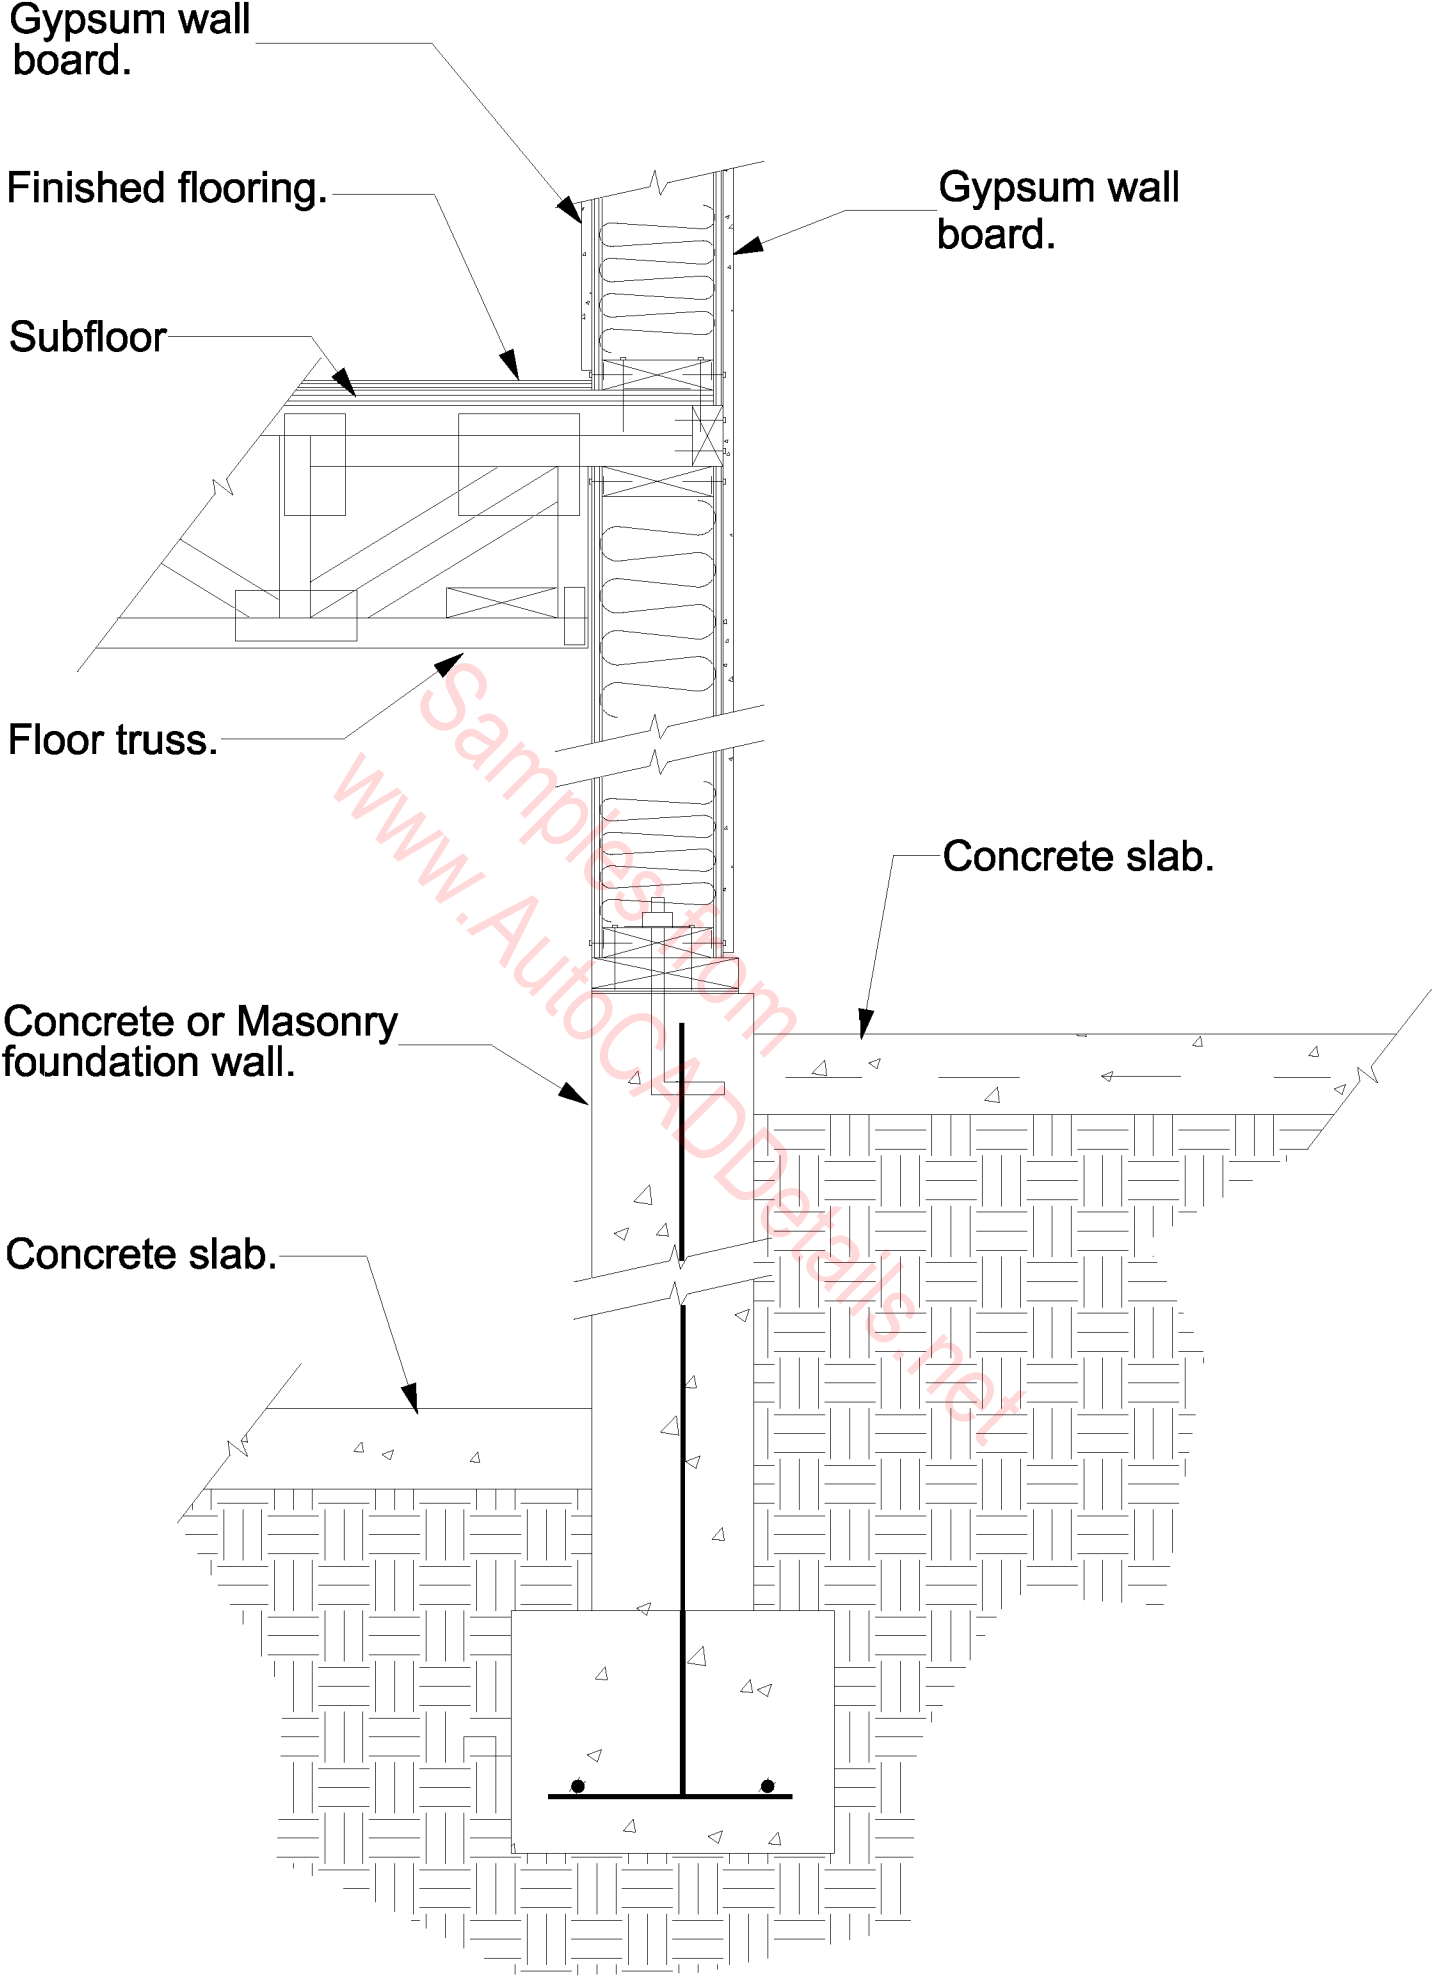 Gypsum wall
board.
Finished flooring.
Gypsum wall
board.
Subfloor
Floor truss.
Samples from
www.AutoCADDetails.net
Concrete slab.
Concrete or Masonry
foundation wall.
Concrete slab.